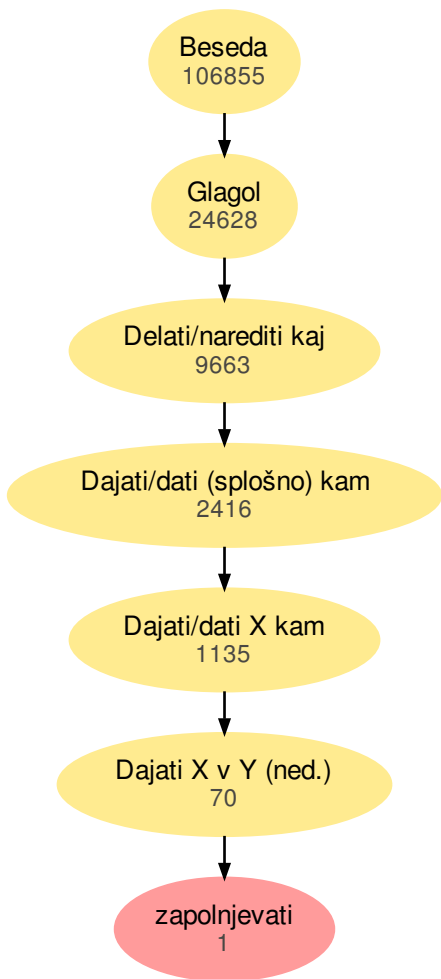 Beseda
106855
Glagol
24628
Delati/narediti kaj
9663
Dajati/dati (splošno) kam
2416
Dajati/dati X kam
1135
Dajati X v Y (ned.)
70
zapolnjevati
1